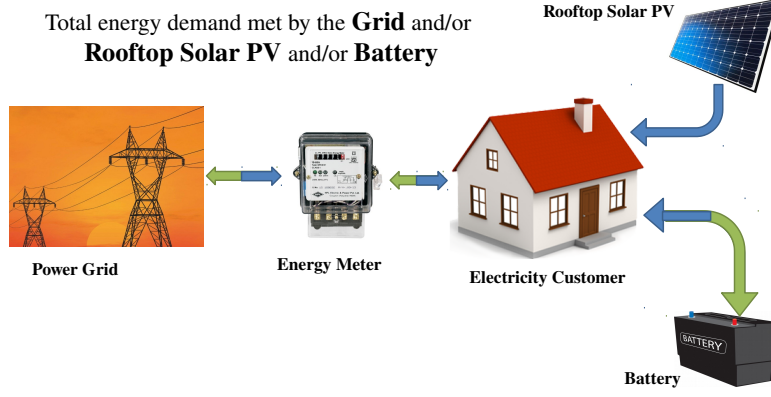 Total energy demand met by the Grid and/or
Rooftop Solar PV and/or Battery
Rooftop Solar PV
Power Grid
Energy Meter
Electricity Customer
BATTERY
Battery